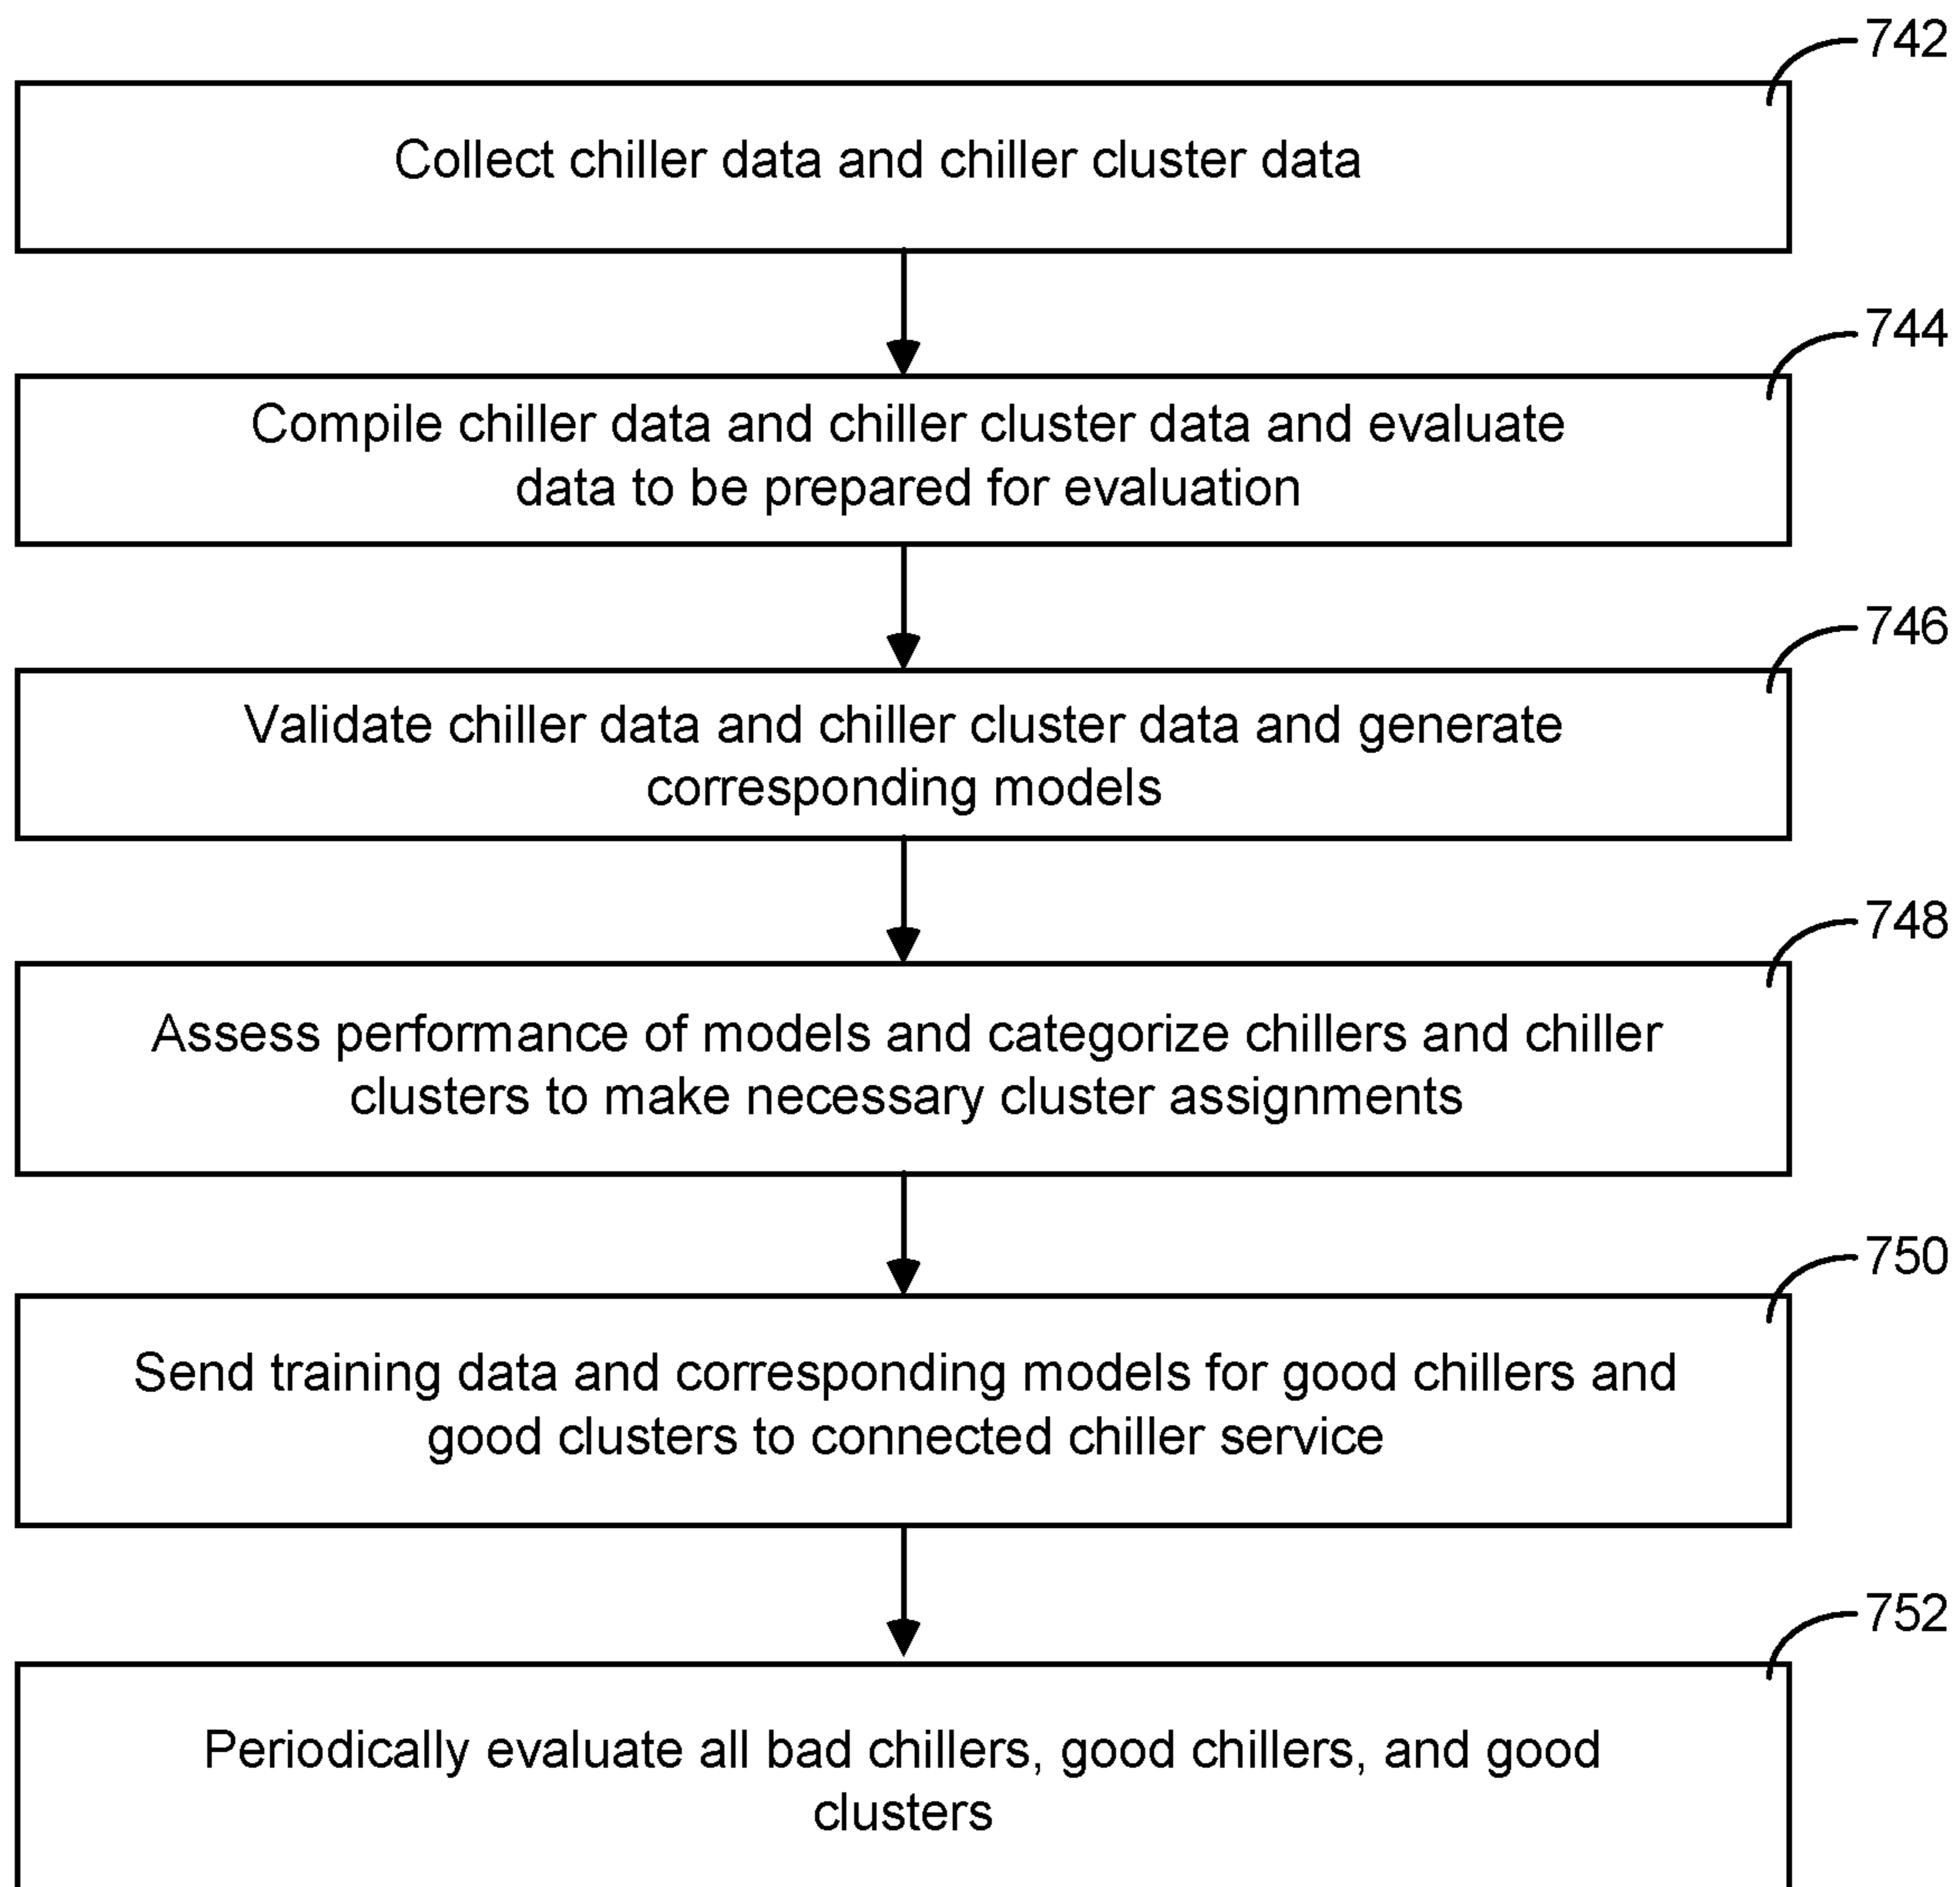 742
Collect chiller data and chiller cluster data
744
Compile chiller data and chiller cluster data and evaluate
data to be prepared for evaluation
746
Validate chiller data and chiller cluster data and generate
corresponding models
748
Assess performance of models and categorize chillers and chiller
clusters to make necessary cluster assignments
750
Send training data and corresponding models for good chillers and
good clusters to connected chiller service
752
Periodically evaluate all bad chillers, good chillers, and good
clusters